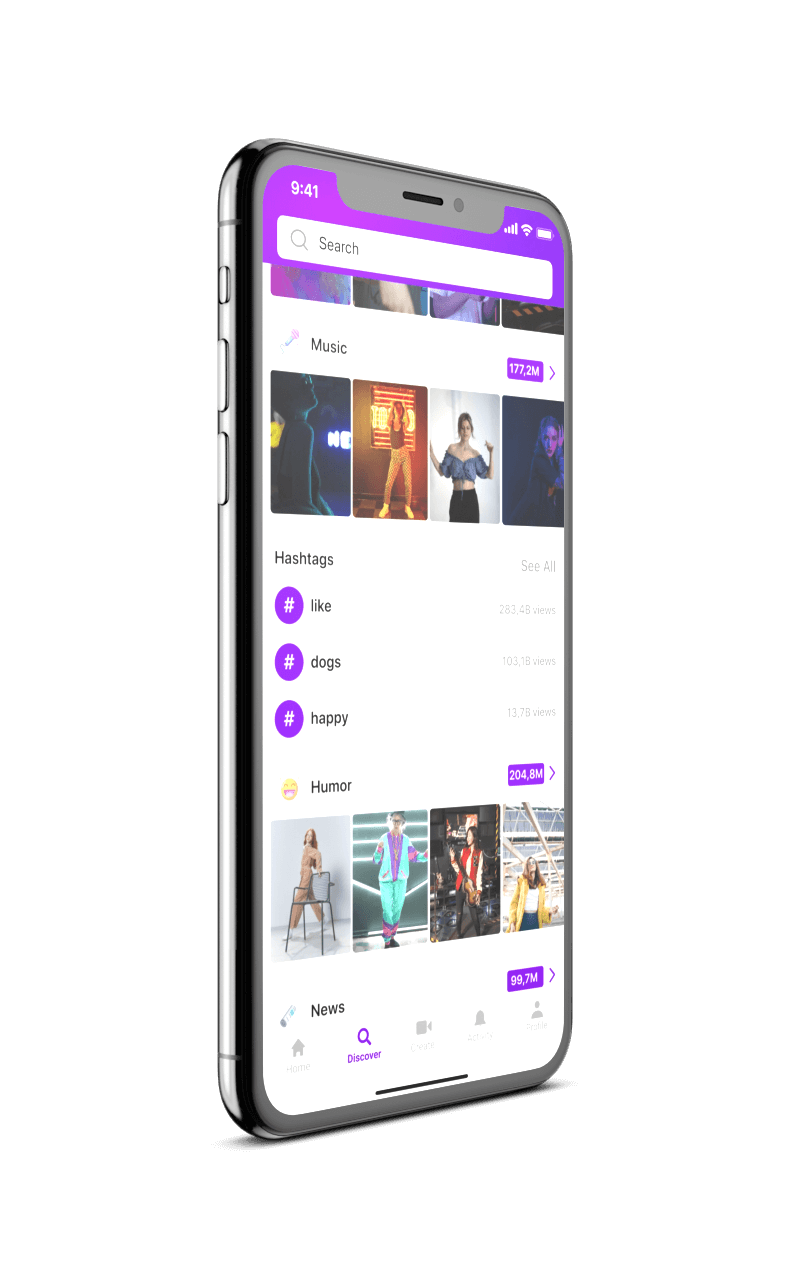 9:41
Search
Music
177,2M
Hashtags
See All
# like
283,4B views
# dogs
103,1B views
# happy
13,7B views
Humor
204,8M
News
99,7M
Home
Discover
Create
Activity
Profile